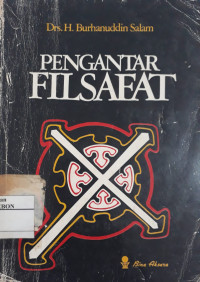 Drs. H. Burhanuddin Salam
PENGANTAR
FILSAFAT
Bina Aksara